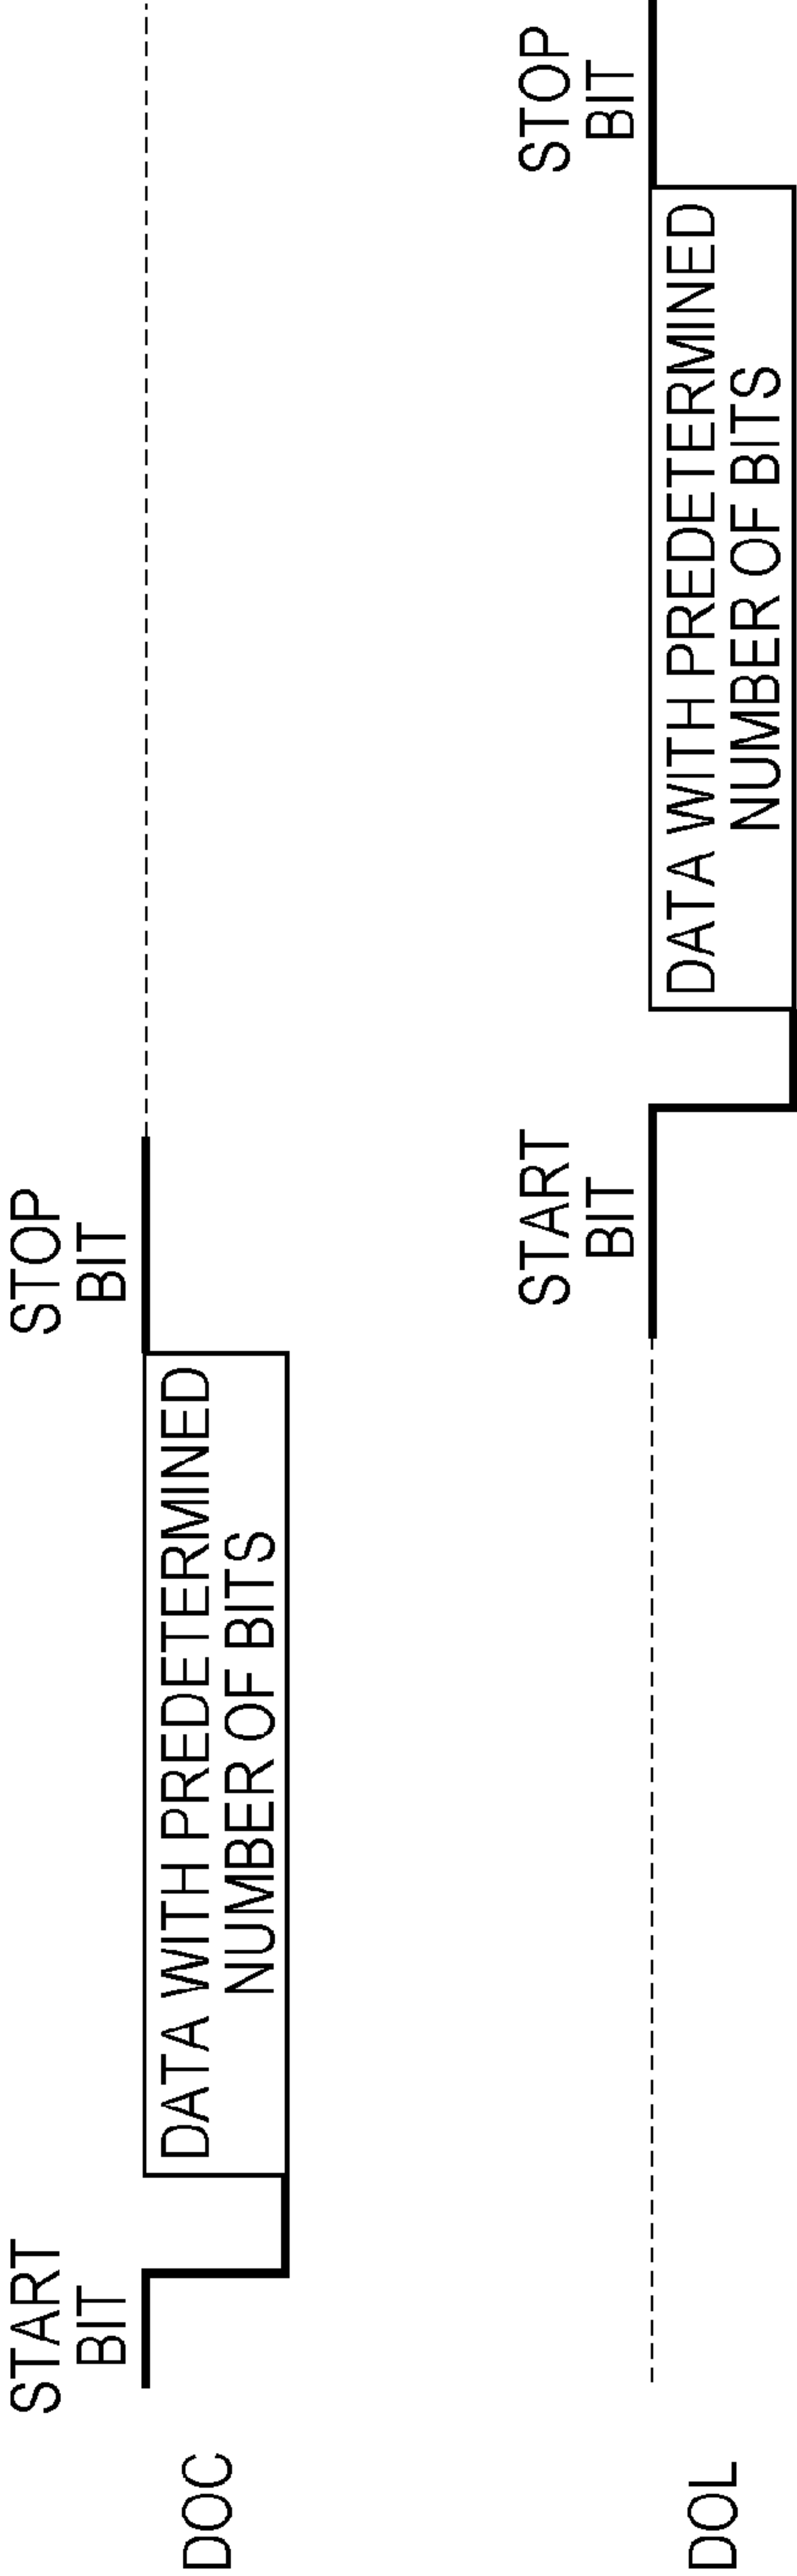 DOC
START
BIT
DATA WITH PREDETERMINED
NUMBER OF BITS
STOP
BIT
DOL
START
BIT
DATA WITH PREDETERMINED
NUMBER OF BITS
STOP
BIT